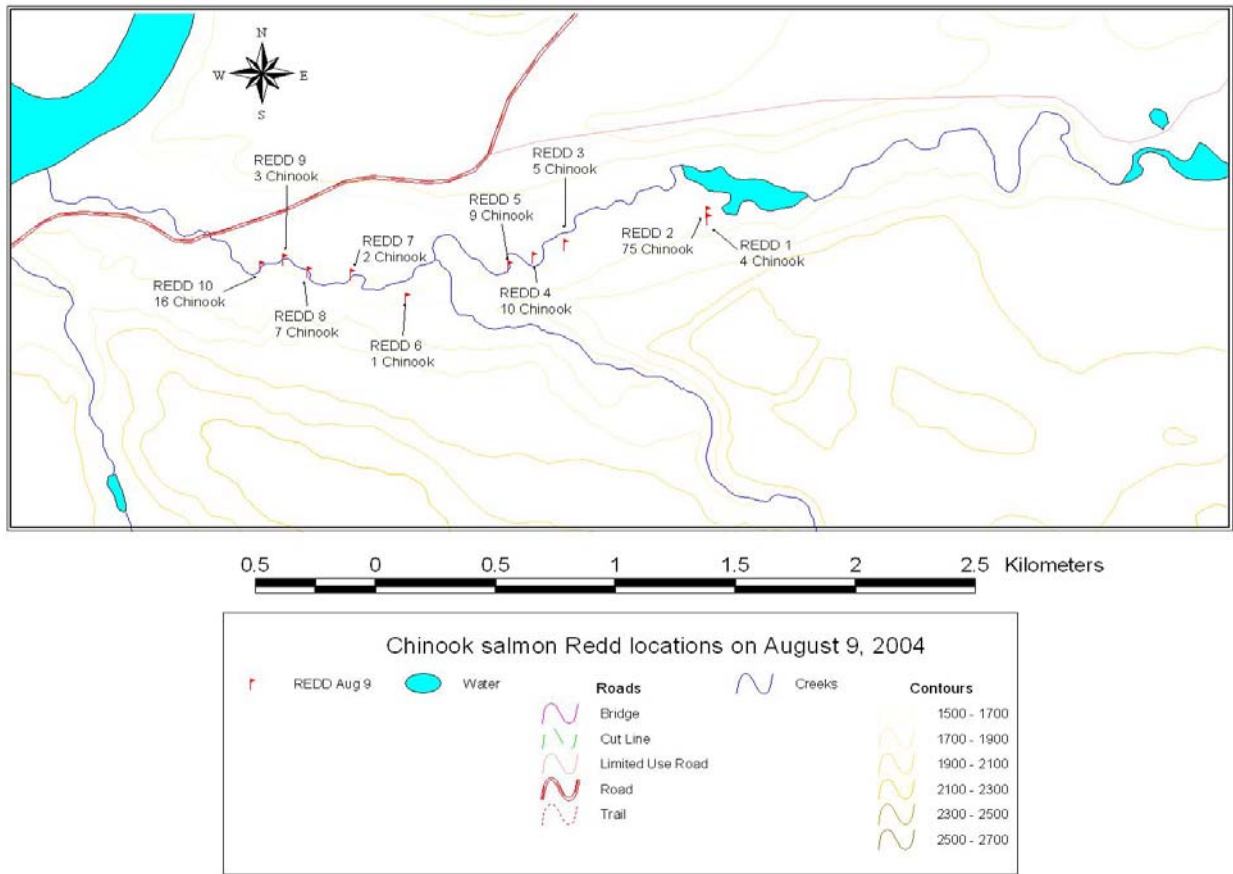 N
W E
S
REDD 9
3 Chinook
REDD 3
5 Chinook
REDD 5
9 Chinook
REDD 7
2 Chinook
REDD 2
75 Chinook
REDD 1
4 Chinook
REDD 10
16 Chinook
REDD 4
10 Chinook
REDD 8
7 Chinook
REDD 6
1 Chinook
0.5 0 0.5 1 1.5 2 2.5 Kilometers
Chinook salmon Redd locations on August 9, 2004
REDD Aug 9
Water
Roads
Bridge
Cut Line
Limited Use Road
Road
Trail
Creeks
Contours
1500 - 1700
1700 - 1900
1900 - 2100
2100 - 2300
2300 - 2500
2500 - 2700